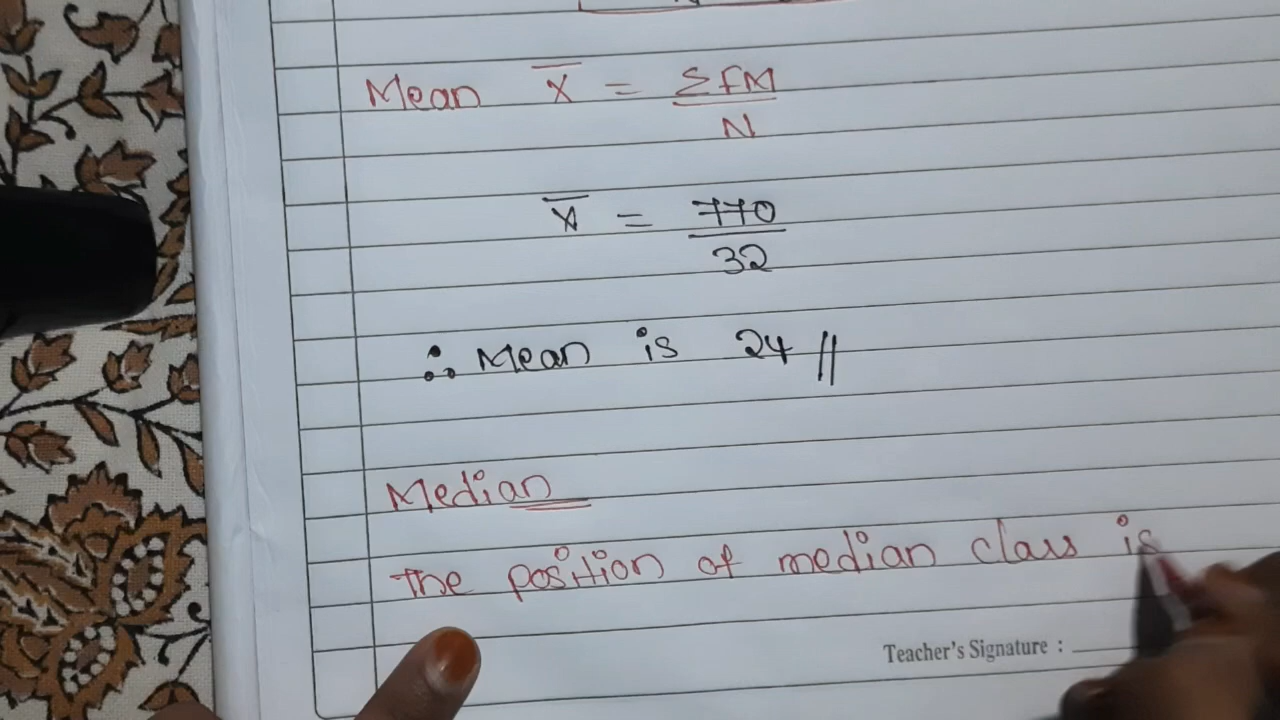 Mean X̅ = ΣFM
N
X̅ = 770
32
∴ Mean is 24 //
Median
The position of median class is
Teacher's Signature :